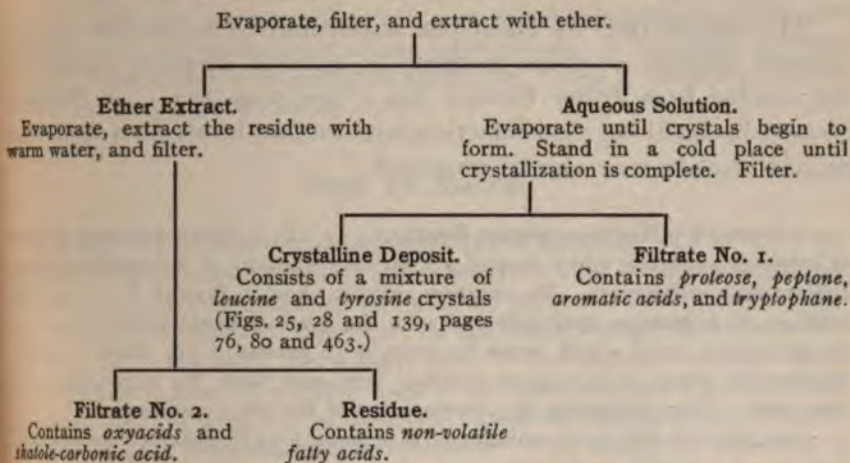 Evaporate, filter, and extract with ether.
Ether Extract.
Evaporate, extract the residue with
warm water, and filter.
Aqueous Solution.
Evaporate until crystals begin to
form. Stand in a cold place until
crystallization is complete. Filter.
Crystalline Deposit.
Consists of a mixture of
leucine and tyrosine crystals
(Figs. 25, 28 and 139, pages
76, 80 and 463.)
Filtrate No. 1.
Contains proteose, peptone,
aromatic acids, and tryptophane.
Filtrate No. 2.
Contains oxyacids and
skatole-carbonic acid.
Residue.
Contains non-volatile
fatty acids.